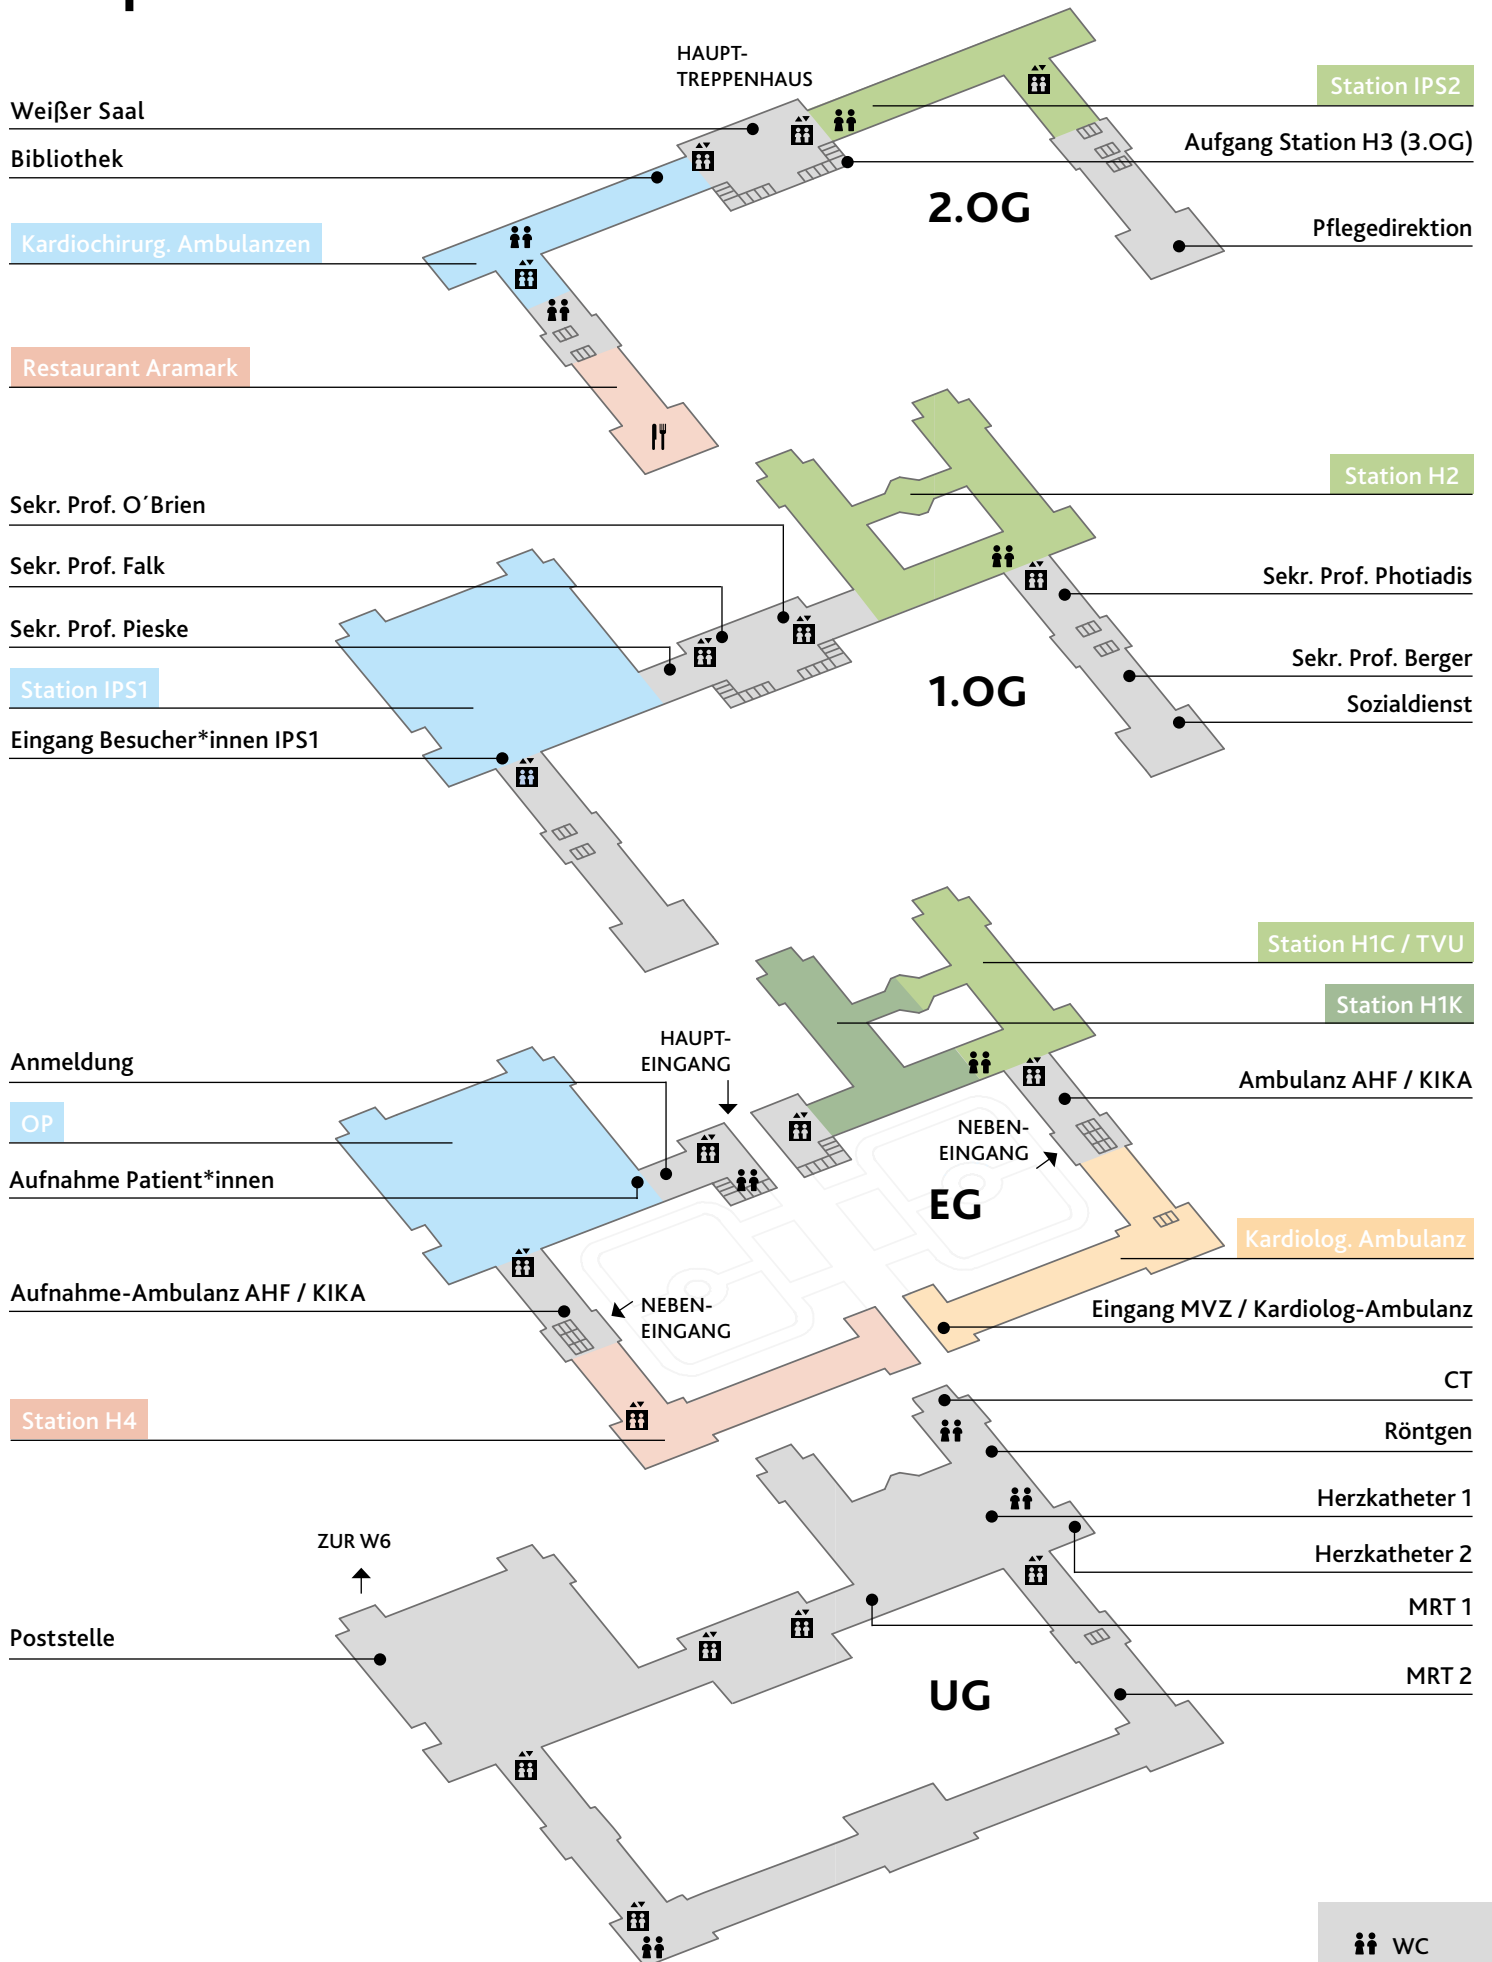 HAUPT-
TREPPENHAUS
Weißer Saal
Bibliothek
Kardiochirurg. Ambulanzen
Restaurant Aramark
Station IPS2
Aufgang Station H3 (3.OG)
2.OG
Pflegedirektion
Sekr. Prof. O´Brien
Sekr. Prof. Falk
Sekr. Prof. Pieske
Station IPS1
Eingang Besucher*innen IPS1
Station H2
Sekr. Prof. Photiadis
Sekr. Prof. Berger
1.OG
Sozialdienst
Station H1C / TVU
Station H1K
HAUPT-
EINGANG
Anmeldung
OP
Aufnahme Patient*innen
Aufnahme-Ambulanz AHF / KIKA
NEBEN-
EINGANG
Station H4
Ambulanz AHF / KIKA
NEBEN-
EINGANG
EG
Kardiolog. Ambulanz
Eingang MVZ / Kardiolog-Ambulanz
CT
Röntgen
Herzkatheter 1
Herzkatheter 2
MRT 1
MRT 2
ZUR W6
Poststelle
UG
WC